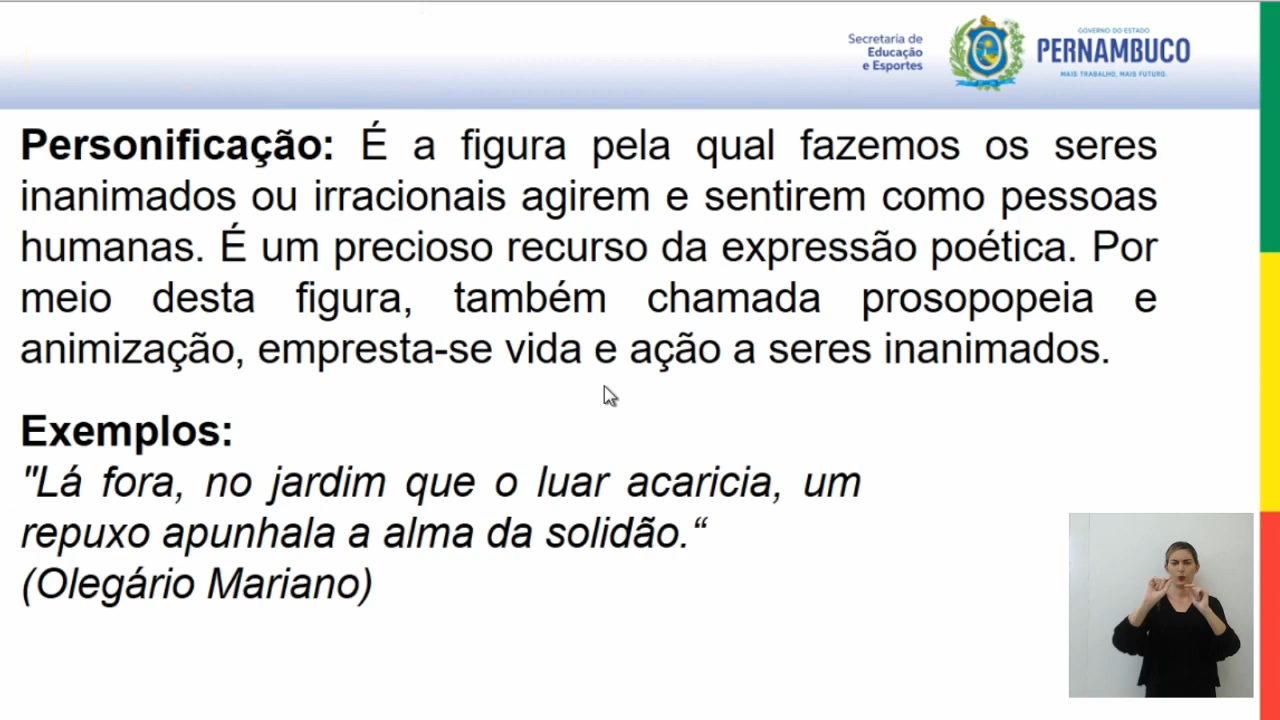 Secretaria de
Educação
e Esportes
GOVERNO DO ESTADO
PERNAMBUCO
MAIS TRABALHO, MAIS FUTURO.
Personificação: É a figura pela qual fazemos os seres
inanimados ou irracionais agirem e sentirem como pessoas
humanas. É um precioso recurso da expressão poética. Por
meio desta figura, também chamada prosopopeia e
animização, empresta-se vida e ação a seres inanimados.
Exemplos:
"Lá fora, no jardim que o luar acaricia, um
repuxo apunhala a alma da solidão.“
(Olegário Mariano)